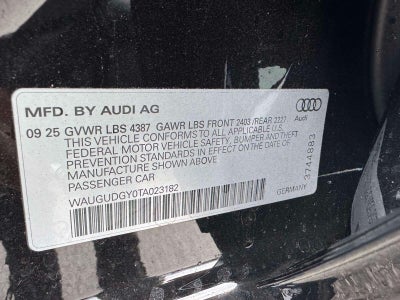 MFD. BY AUDI AG
Audi
09 25 GVWR LBS 4387 GAWR LBS FRONT 2403 /REAR 2227
THIS VEHICLE CONFORMS TO ALL APPLICABLE U.S.
FEDERAL MOTOR VEHICLE SAFETY, BUMPER AND THEFT
PREVENTION STANDARDS IN EFFECT ON THE DATE OF
MANUFACTURE SHOWN ABOVE
PASSENGER CAR
WAUGUDGY0TA023182
GERMANY
3744883